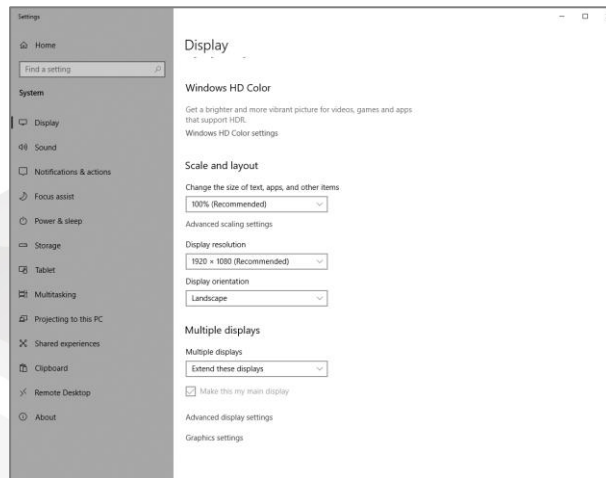 Settings
Home
Find a setting
System
Display
Sound
Notifications & actions
Focus assist
Power & sleep
Storage
Tablet
Multitasking
Projecting to this PC
Shared experiences
Clipboard
Remote Desktop
About
Display
Windows HD Color
Get a brighter and more vibrant picture for videos, games and apps
that support HDR.
Windows HD Color settings
Scale and layout
Change the size of text, apps, and other items
100% (Recommended)
Advanced scaling settings
Display resolution
1920 × 1080 (Recommended)
Display orientation
Landscape
Multiple displays
Multiple displays
Extend these displays
Make this my main display
Advanced display settings
Graphics settings